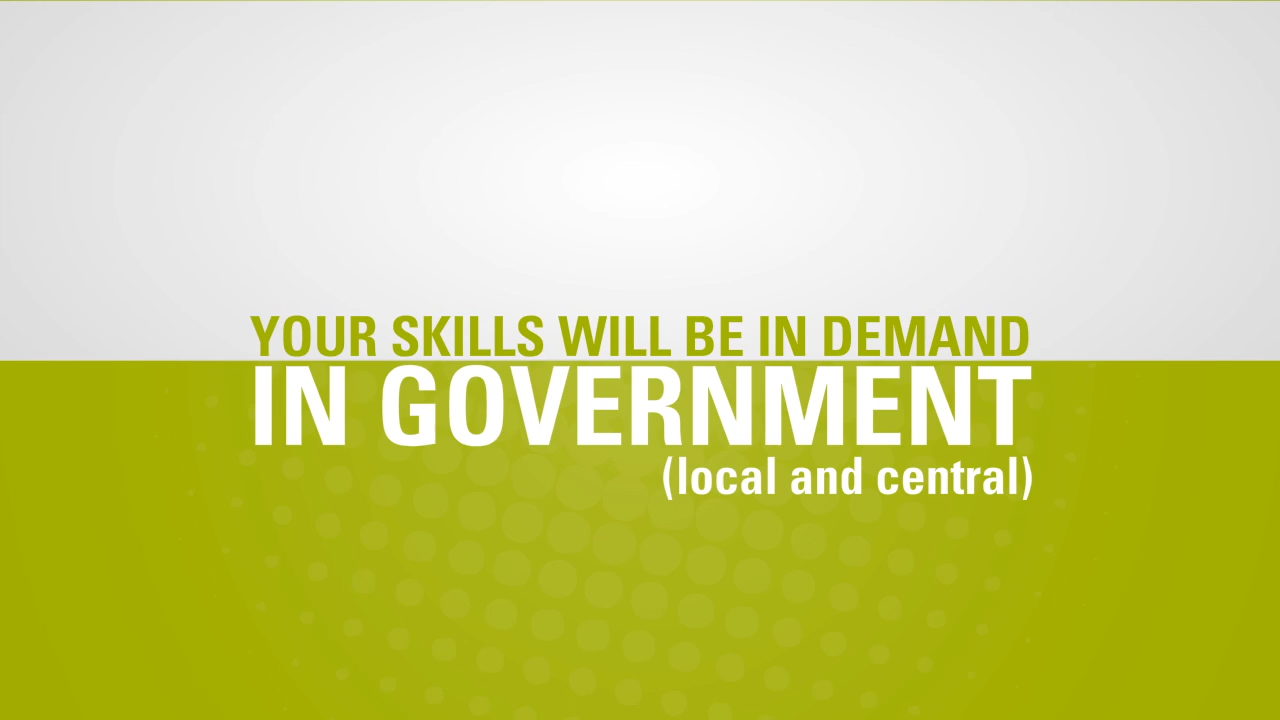 YOUR SKILLS WILL BE IN DEMAND
IN GOVERNMENT
(local and central)